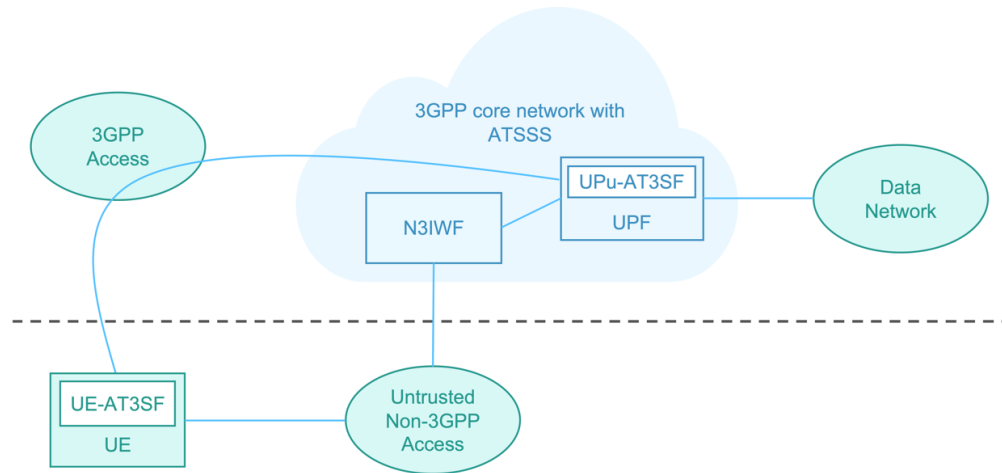 3GPP core network with
ATSSS
3GPP
Access
UPu-AT3SF
UPF
N3IWF
Data
Network
UE-AT3SF
UE
Untrusted
Non-3GPP
Access